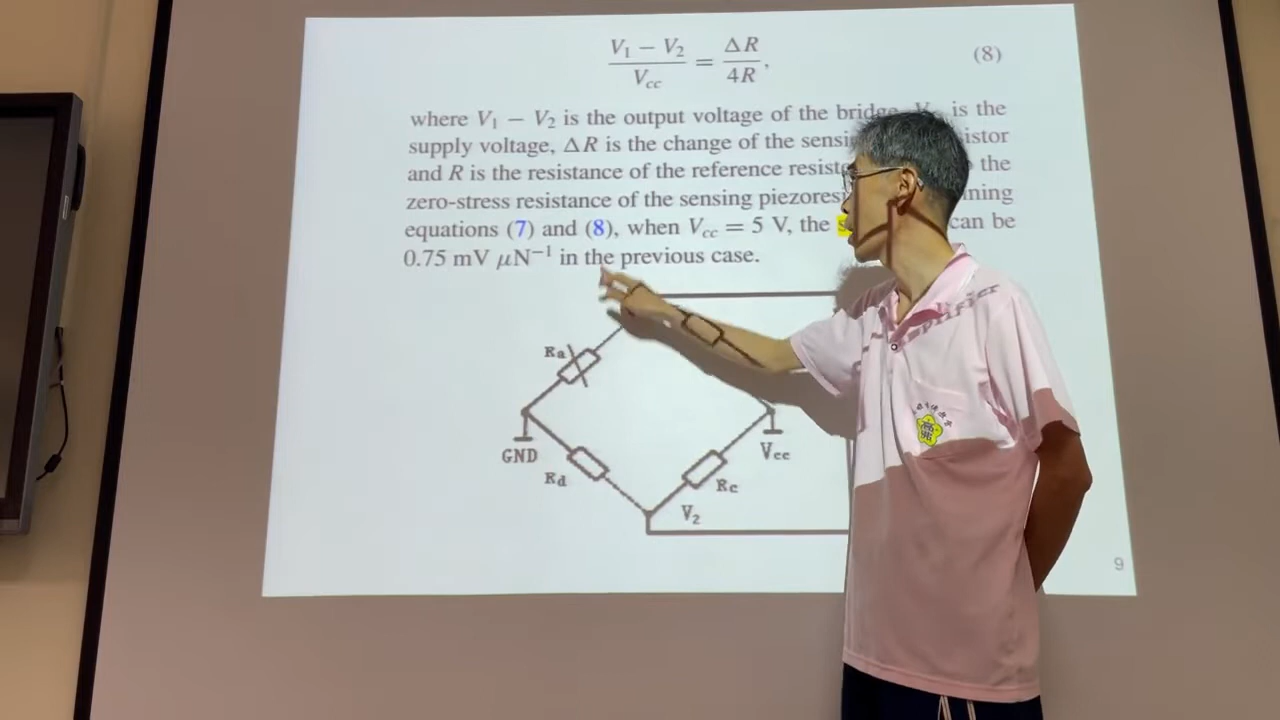 V₁ − V₂ / V_cc = ΔR / 4R, (8)
where V₁ − V₂ is the output voltage of the bridge, V is the
supply voltage, ΔR is the change of the istor
and R is the resistance of the reference the
zero-stress resistance of the sensing ning
equations (7) and (8), when V_cc = 5 V, the can be
0.75 mV μN⁻¹ in the previous case.
Ra
GND
Vcc
Rd
Rc
V₂
9